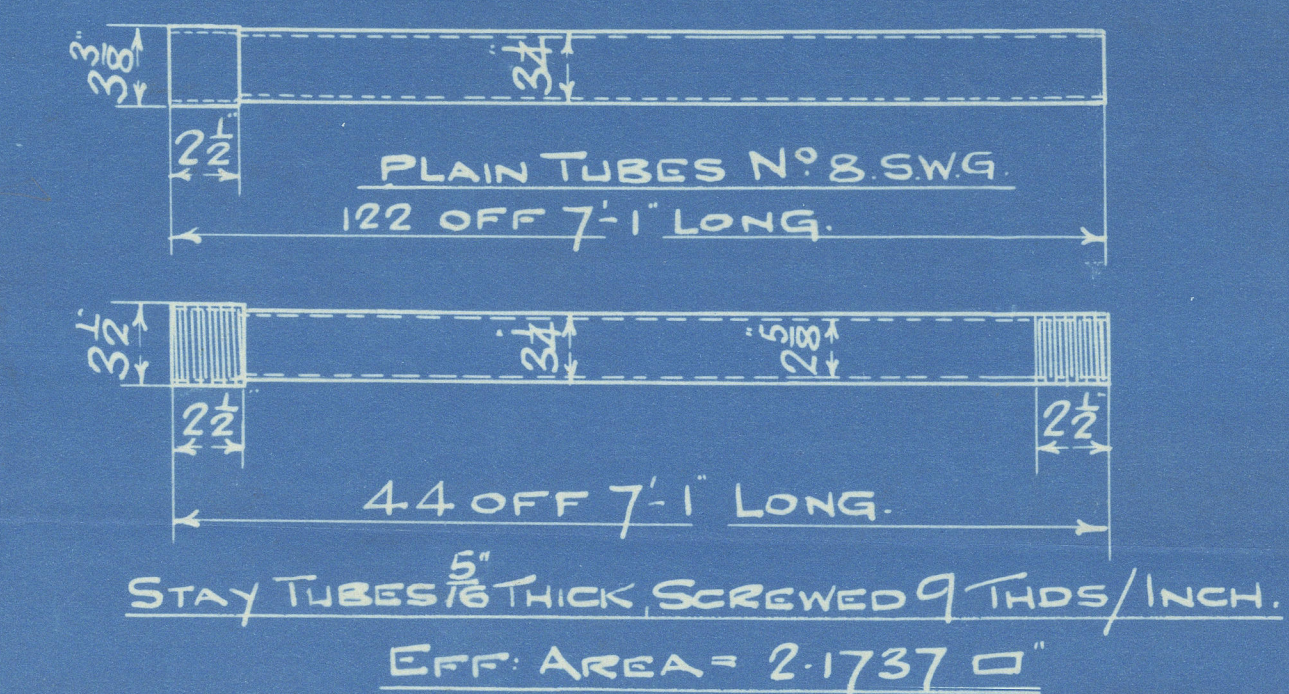 3 3/8"
3 1/4"
2 1/2"
PLAIN TUBES Nº 8. S.W.G.
122 OFF 7'-1" LONG.
3 1/2"
3 1/4"
2 5/8"
2 1/2"
2 1/2"
44 OFF 7'-1" LONG.
STAY TUBES 5/16" THICK, SCREWED 9 THDS/INCH.
EFF: AREA = 2.1737 □"